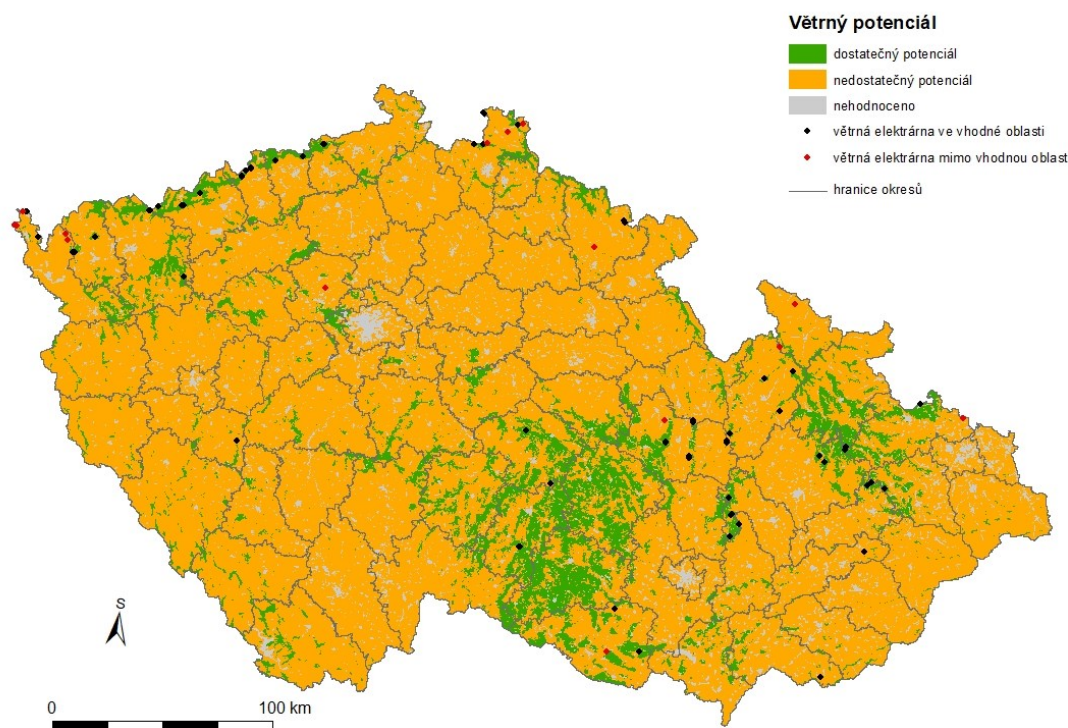 Větrný potenciál
dostatečný potenciál
nedostatečný potenciál
nehodnoceno
větrná elektrárna ve vhodné oblasti
větrná elektrárna mimo vhodnou oblast
hranice okresů
S
0 100 km